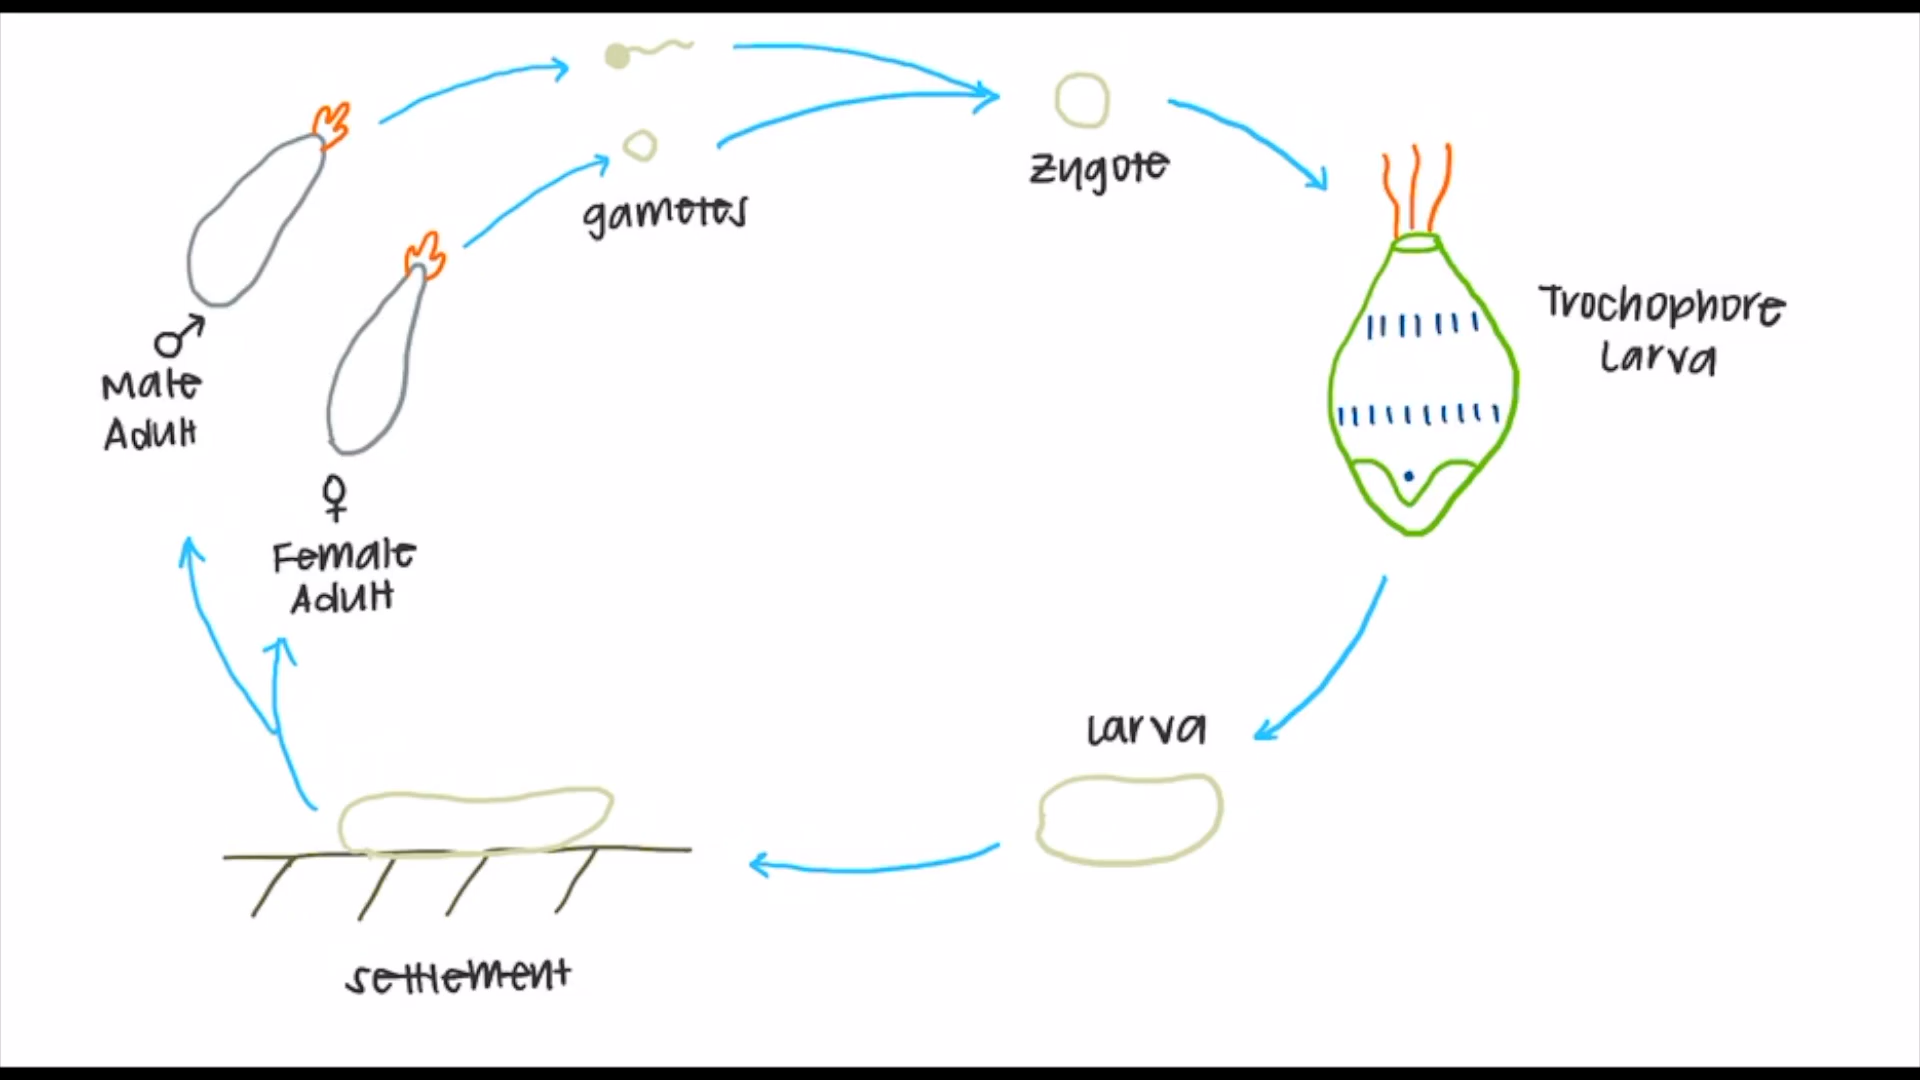 gametes
zygote
Trochophore
Larva
♂
Male
Adult
♀
Female
Adult
Larva
settlement